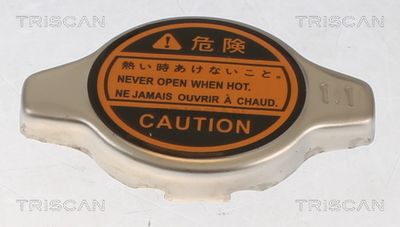 TRISCAN TRISCAN
⚠ 危険
熱い時あけないこと。
NEVER OPEN WHEN HOT.
NE JAMAIS OUVRIR À CHAUD.
CAUTION
1.1
TRISCAN TRISCAN